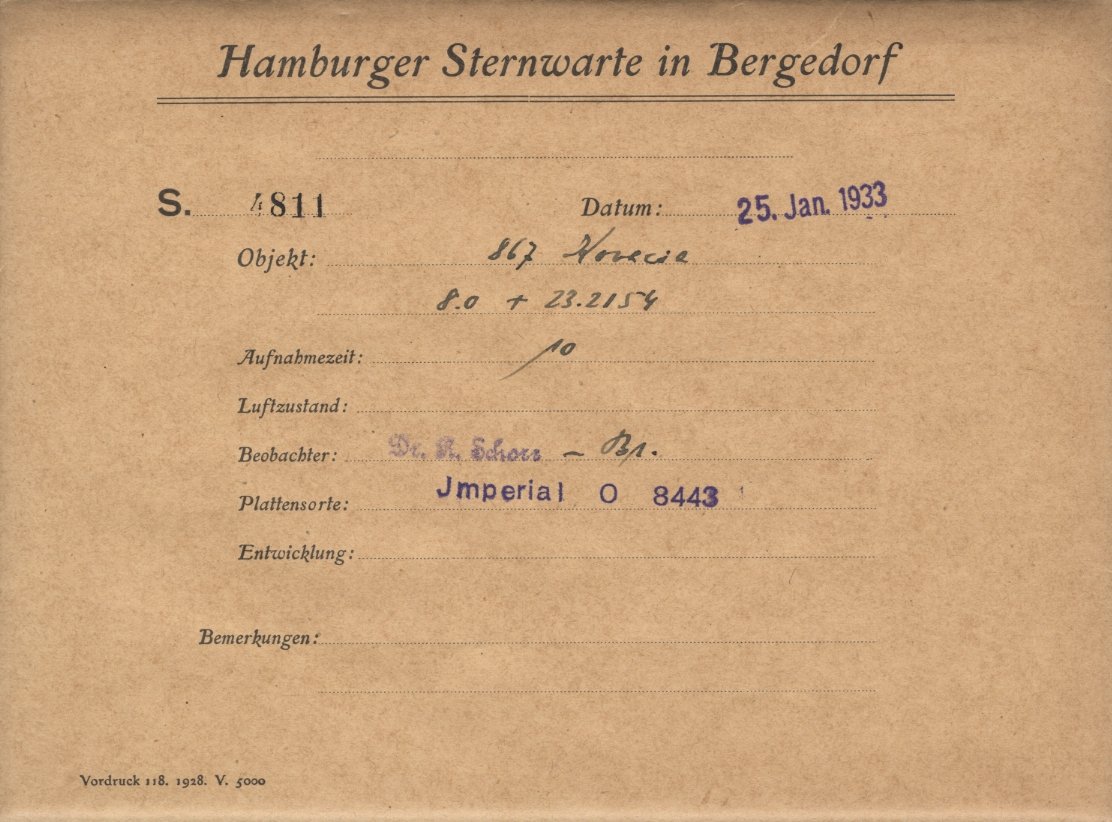 Hamburger Sternwarte in Bergedorf
S. 4811 Datum: 25. Jan. 1933
Objekt: 867 Kovacia
8.0 + 23.2154
Aufnahmezeit: 10
Luftzustand:
Beobachter: Dr. K. Schorr – Br.
Plattensorte: Jmperial O 8443
Entwicklung:
Bemerkungen:
Vordruck 118. 1928. V. 5000